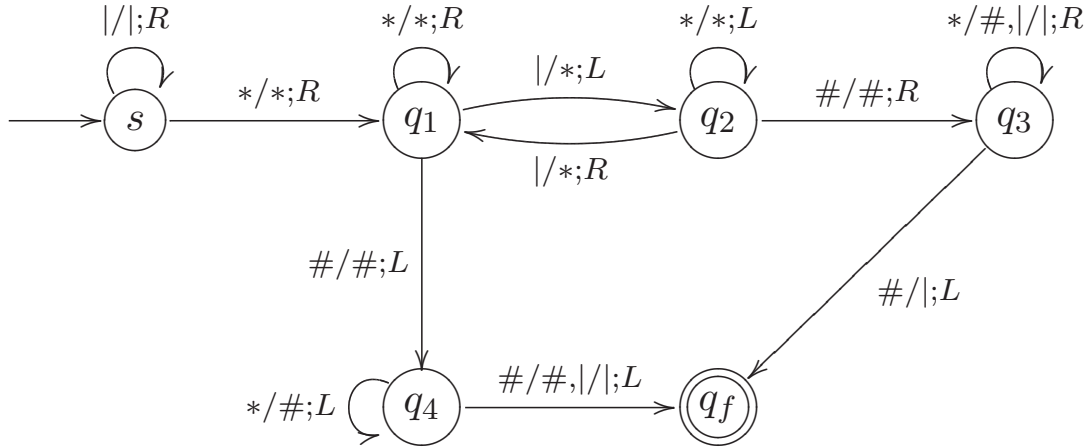 |/|;R
*/*;R
*/*;L
*/#,|/|;R
*/*;R
|/*;L
#/#;R
s
q1
q2
q3
|/*;R
#/#;L
#/|;L
*/#;L
q4
#/#,|/|;L
qf